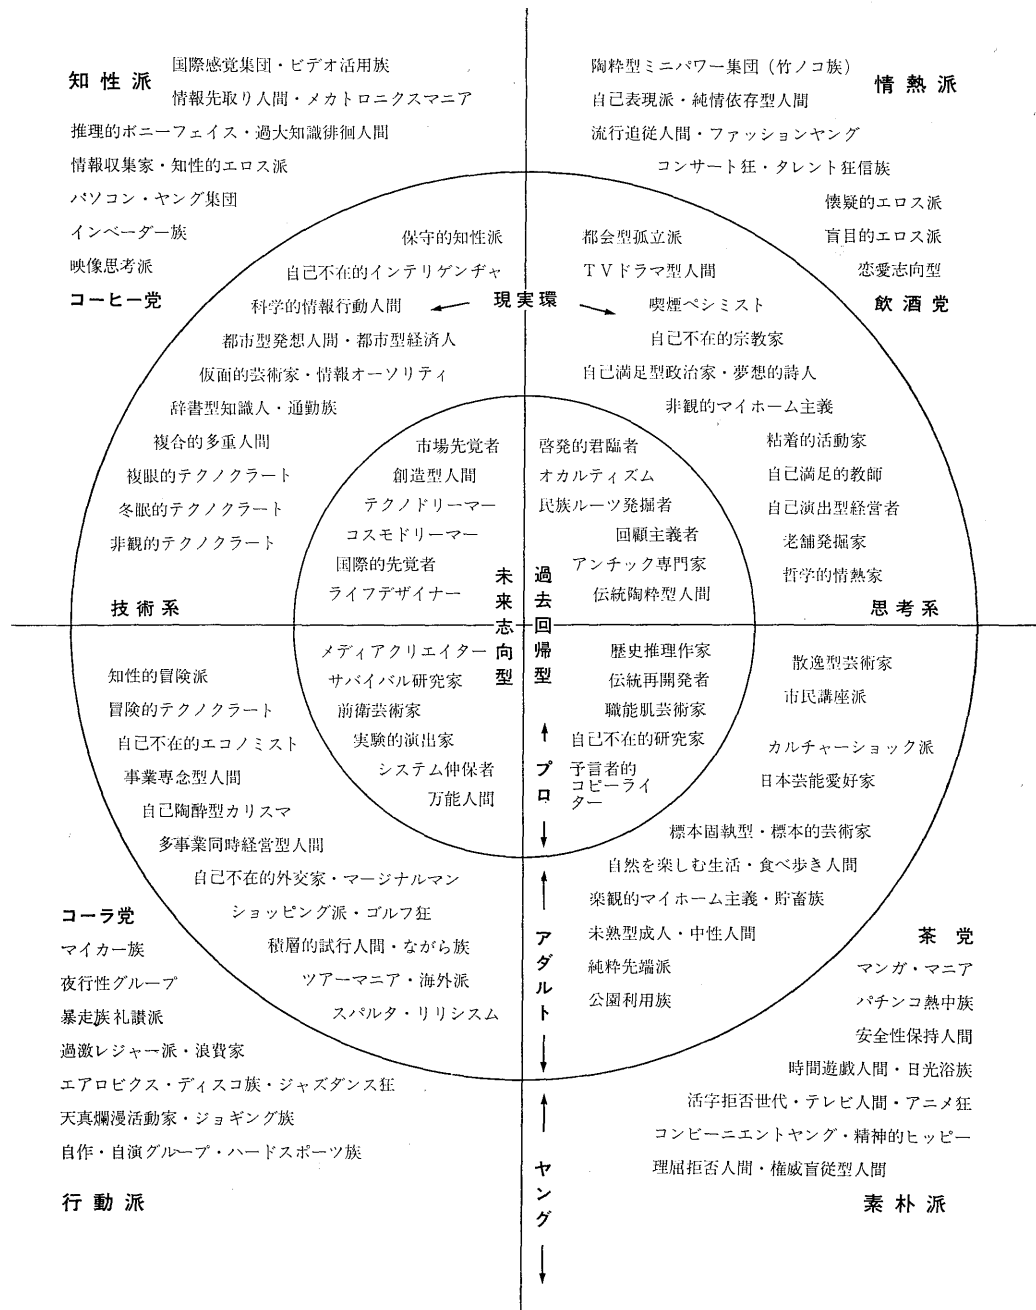 知性派
国際感覚集団・ビデオ活用族
情報先取り人間・メカトロニクスマニア
推理的ボニーフェイス・過大知識徘徊人間
情報収集家・知性的エロス派
パソコン・ヤング集団
インベーダー族
映像思考派
コーヒー党
陶粋型ミニパワー集団（竹ノコ族）
情熱派
自己表現派・純情依存型人間
流行追従人間・ファッションヤング
コンサート狂・タレント狂信族
懐疑的エロス派
盲目的エロス派
恋愛志向型
飲酒党
保守的知性派
自己不在的インテリゲンヂャ
科学的情報行動人間
都市型発想人間・都市型経済人
仮面的芸術家・情報オーソリティ
辞書型知識人・通勤族
複合的多重人間
複眼的テクノクラート
冬眠的テクノクラート
非観的テクノクラート
技術系
現実環
都会型孤立派
ＴＶドラマ型人間
喫煙ペシミスト
自己不在的宗教家
自己満足型政治家・夢想的詩人
非観的マイホーム主義
粘着的活動家
自己満足的教師
自己演出型経営者
老舗発掘家
哲学的情熱家
思考系
市場先覚者
創造型人間
テクノドリーマー
コスモドリーマー
国際的先覚者
ライフデザイナー
未来志向型
過去回帰型
啓発的君臨者
オカルティズム
民族ルーツ発掘者
回顧主義者
アンチック専門家
伝統陶粋型人間
メディアクリエイター
サバイバル研究家
前衛芸術家
実験的演出家
システム伸保者
万能人間
歴史推理作家
伝統再開発者
職能肌芸術家
自己不在的研究家
予言者的
コピーライ
ター
プロ
知性的冒険派
冒険的テクノクラート
自己不在的エコノミスト
事業専念型人間
自己陶酔型カリスマ
多事業同時経営型人間
自己不在的外交家・マージナルマン
ショッピング派・ゴルフ狂
積層的試行人間・ながら族
ツアーマニア・海外派
スパルタ・リリシスム
散逸型芸術家
市民講座派
カルチャーショック派
日本芸能愛好家
標本固執型・標本的芸術家
自然を楽しむ生活・食べ歩き人間
楽観的マイホーム主義・貯畜族
未熟型成人・中性人間
純粋先端派
公園利用族
アダルト
コーラ党
マイカー族
夜行性グループ
暴走族礼讃派
過激レジャー派・浪費家
エアロビクス・ディスコ族・ジャズダンス狂
天真爛漫活動家・ジョギング族
自作・自演グループ・ハードスポーツ族
行動派
茶党
マンガ・マニア
パチンコ熱中族
安全性保持人間
時間遊戯人間・日光浴族
活字拒否世代・テレビ人間・アニメ狂
コンビーニエントヤング・精神的ヒッピー
理屈拒否人間・権威盲従型人間
素朴派
ヤング